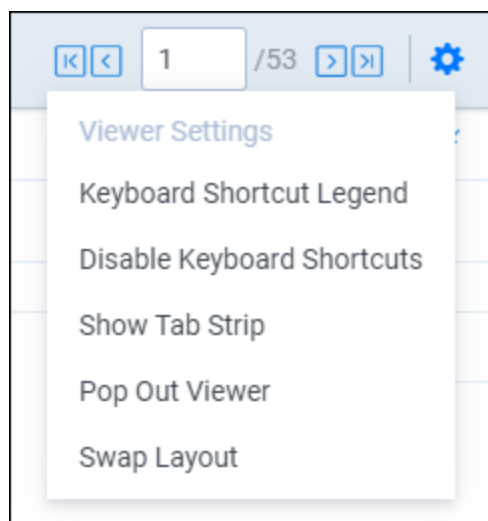 1 /53
Viewer Settings
Keyboard Shortcut Legend
Disable Keyboard Shortcuts
Show Tab Strip
Pop Out Viewer
Swap Layout